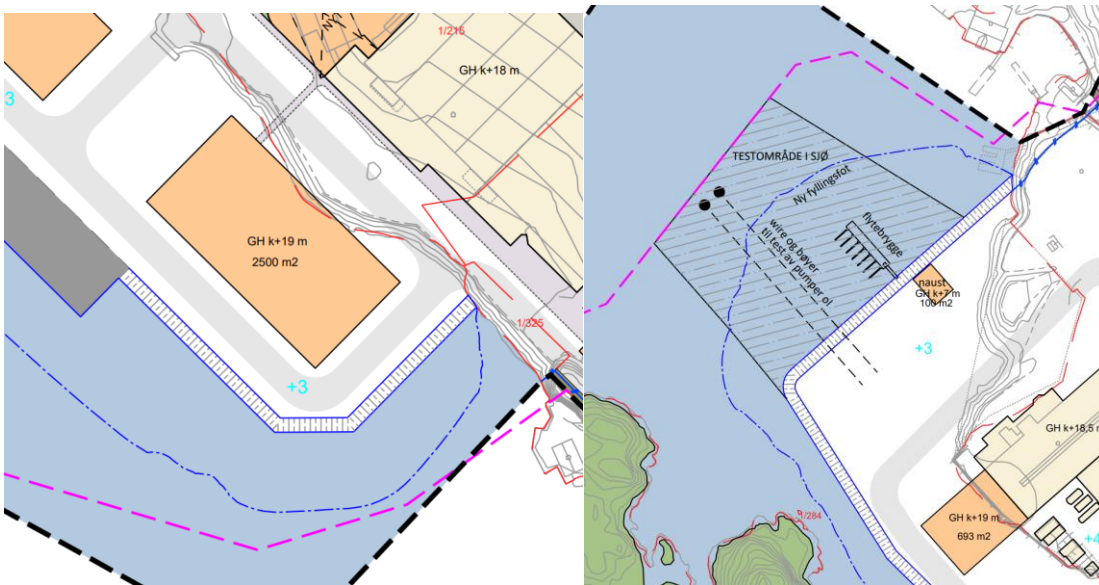 NY
1/215
GH k+18 m
3
GH k+19 m
2500 m2
1/325
+3
TESTOMRÅDE I SJØ
Ny fyllingsfot
flytebrygge
wire og bøyer
til test av pumper ol
naust
GH k+7 m
100 m2
+3
GH k+18,5 m
1/284
GH k+19 m
693 m2
+4